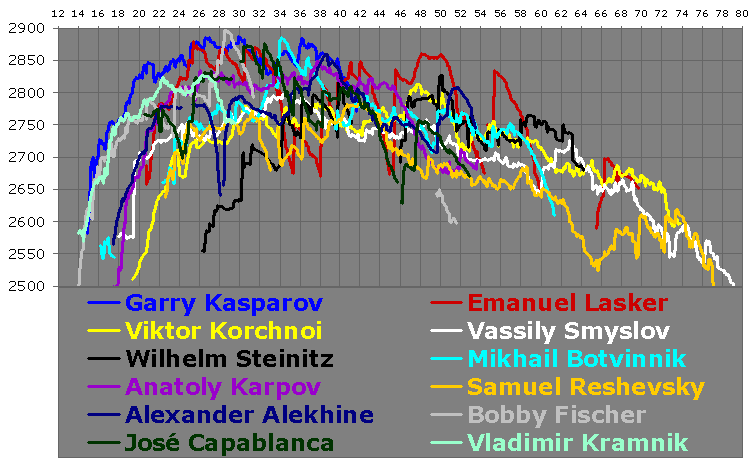 12 14 16 18 20 22 24 26 28 30 32 34 36 38 40 42 44 46 48 50 52 54 56 58 60 62 64 66 68 70 72 74 76 78 80
2900
2850
2800
2750
2700
2650
2600
2550
2500
Garry Kasparov Emanuel Lasker
Viktor Korchnoi Vassily Smyslov
Wilhelm Steinitz Mikhail Botvinnik
Anatoly Karpov Samuel Reshevsky
Alexander Alekhine Bobby Fischer
José Capablanca Vladimir Kramnik